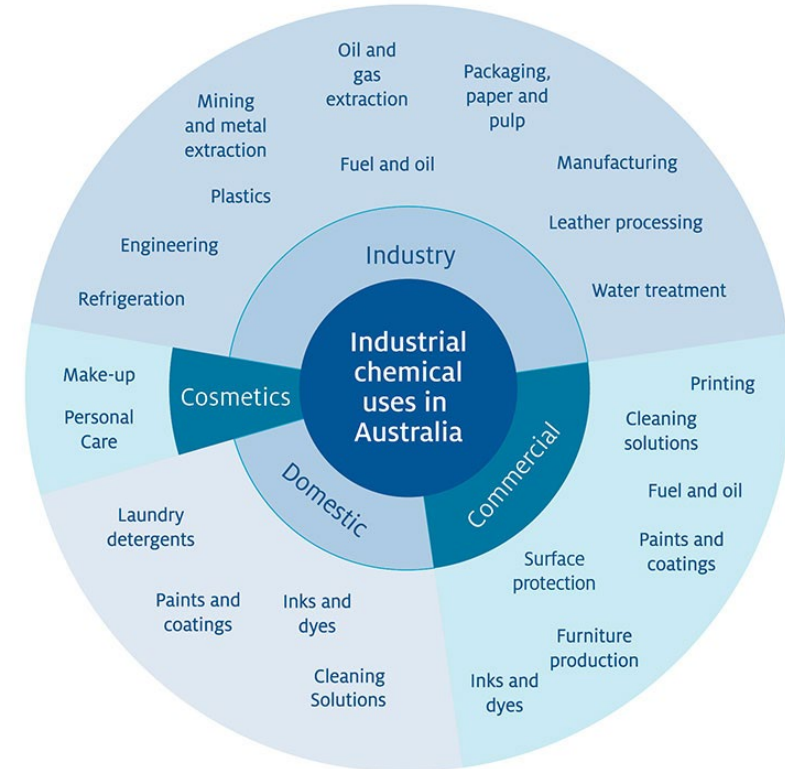 Industrial
chemical
uses in
Australia
Industry
Oil and
gas
extraction
Packaging,
paper and
pulp
Mining
and metal
extraction
Fuel and oil
Manufacturing
Plastics
Leather processing
Engineering
Refrigeration
Water treatment
Commercial
Printing
Cleaning
solutions
Fuel and oil
Paints and
coatings
Surface
protection
Furniture
production
Inks and
dyes
Domestic
Laundry
detergents
Paints and
coatings
Inks and
dyes
Cleaning
Solutions
Cosmetics
Make-up
Personal
Care